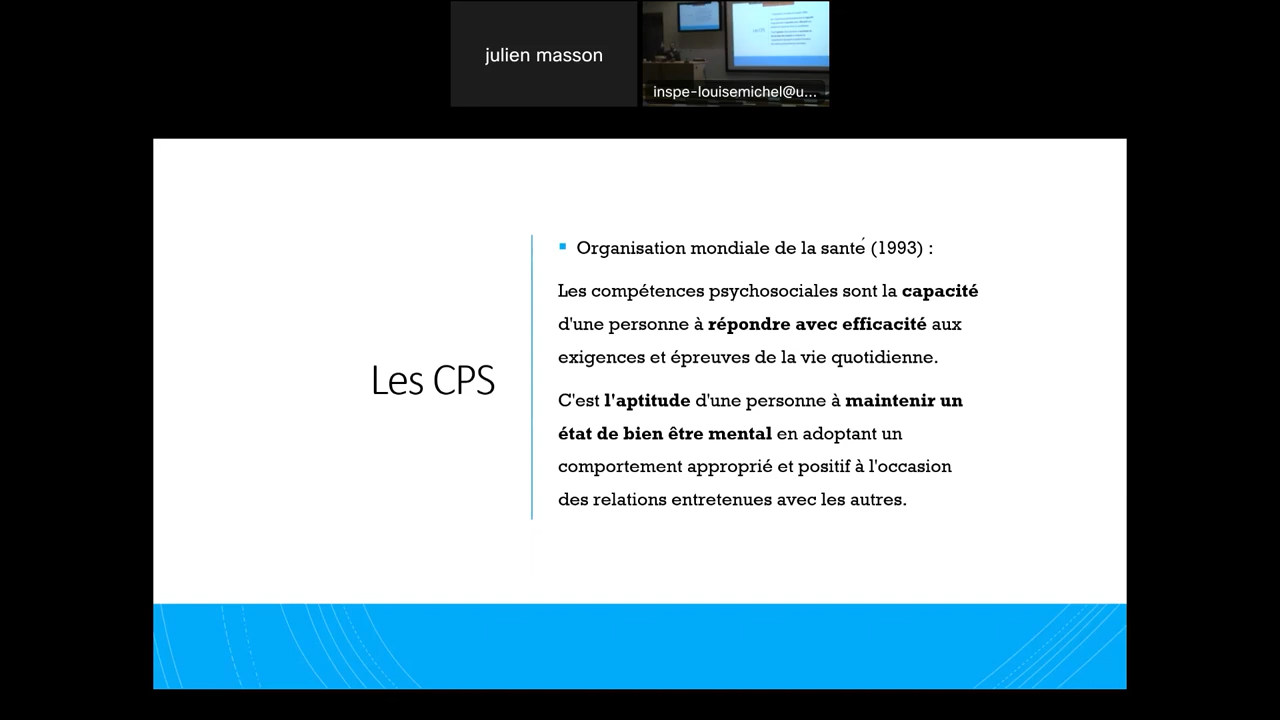 julien masson
inspe-louisemichel@u...
Les CPS
Organisation mondiale de la santé (1993) :
Les compétences psychosociales sont la capacité
d'une personne à répondre avec efficacité aux
exigences et épreuves de la vie quotidienne.
C'est l'aptitude d'une personne à maintenir un
état de bien être mental en adoptant un
comportement approprié et positif à l'occasion
des relations entretenues avec les autres.